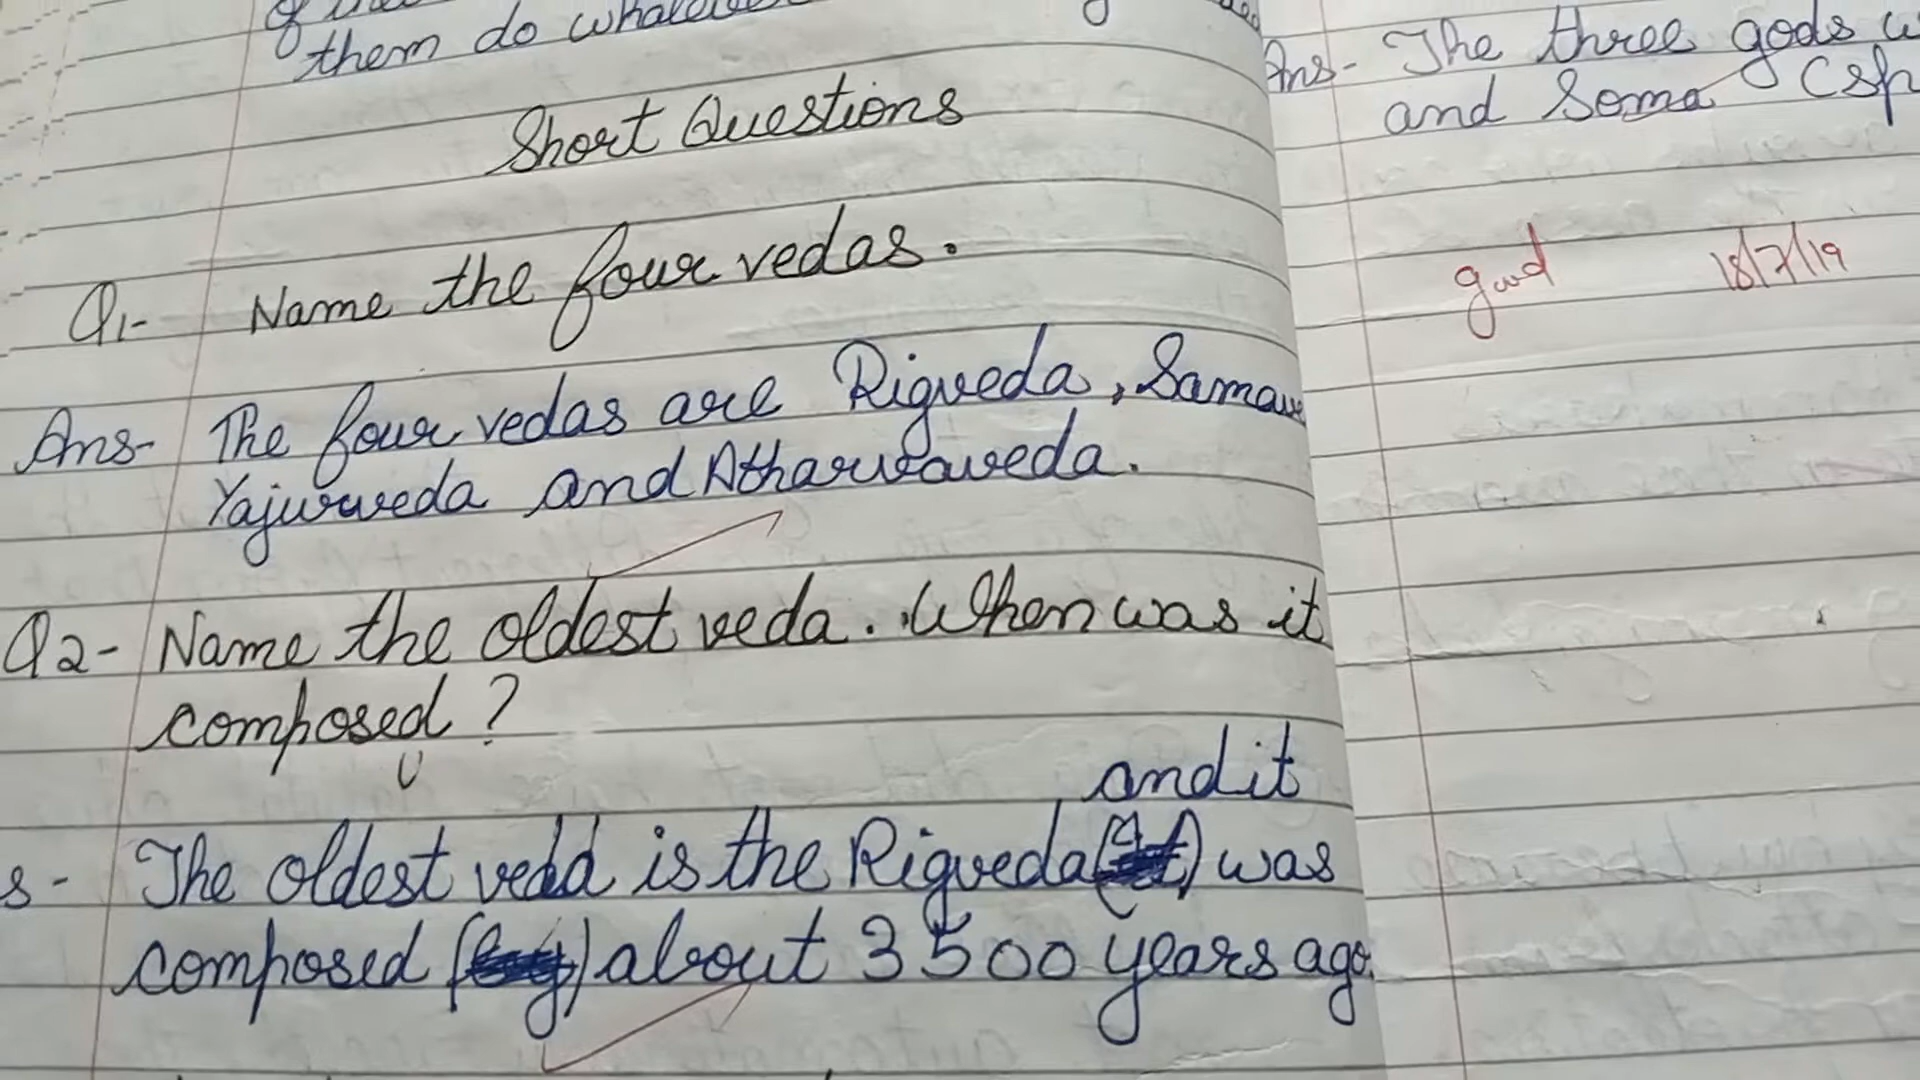 them do
Short Questions
Q1- Name the four vedas.
Ans- The four vedas are Rigveda, Samave
Yajurveda and Atharvaveda.
Q2- Name the oldest veda. When was it
composed?
and it
s- The oldest veda is the Rigveda was
composed about 3500 years ago.
Ans- The three gods
and Soma (sp
good 18/7/19